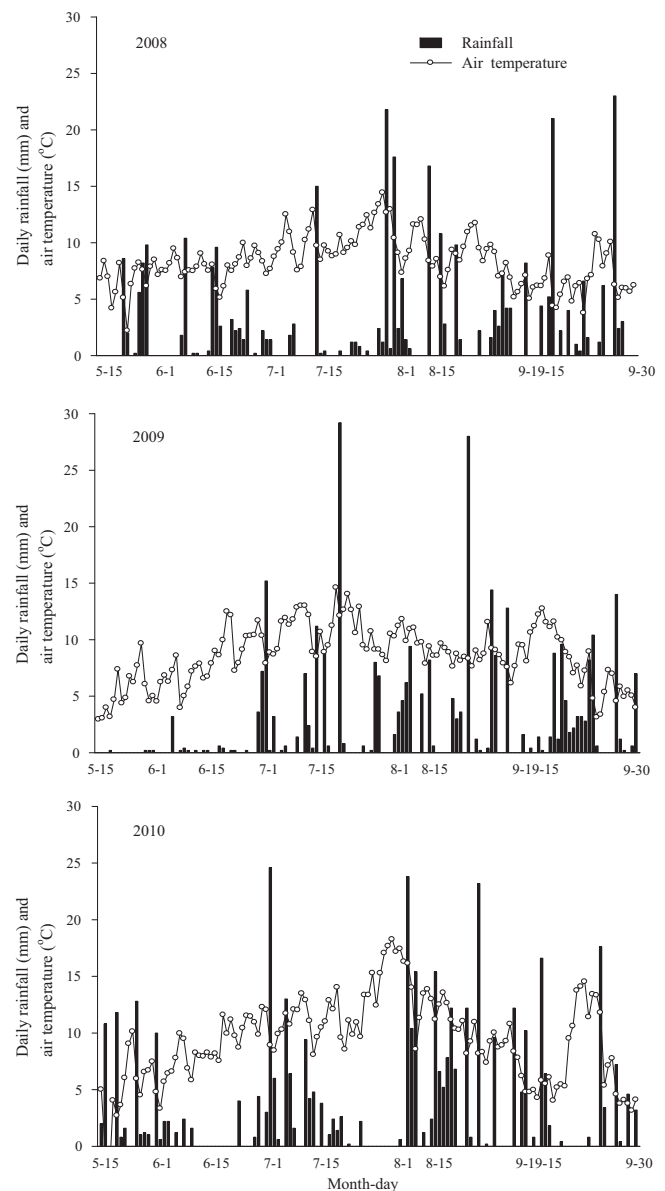 30
2008
Rainfall
Air temperature
25
20
15
10
5
0
Daily rainfall (mm) and
air temperature (°C)
5-15 6-1 6-15 7-1 7-15 8-1 8-15 9-19-15 9-30
30
2009
25
20
15
10
5
0
Daily rainfall (mm) and
air temperature (°C)
5-15 6-1 6-15 7-1 7-15 8-1 8-15 9-19-15 9-30
30
2010
25
20
15
10
5
0
Daily rainfall (mm) and
air temperature (°C)
5-15 6-1 6-15 7-1 7-15 8-1 8-15 9-19-15 9-30
Month-day